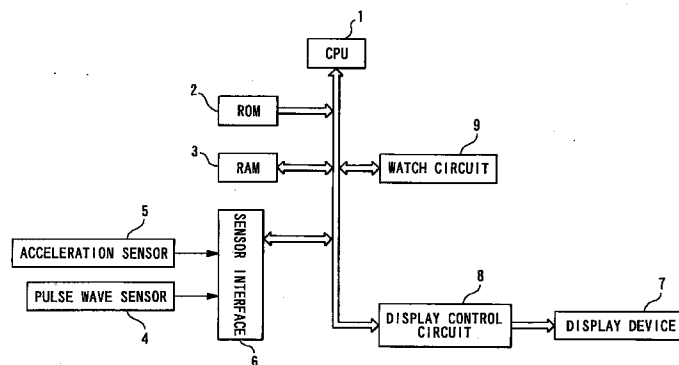 1
CPU
2
ROM
3
RAM
9
WATCH CIRCUIT
5
ACCELERATION SENSOR
SENSOR INTERFACE
PULSE WAVE SENSOR
4
6
8
DISPLAY CONTROL
CIRCUIT
7
DISPLAY DEVICE